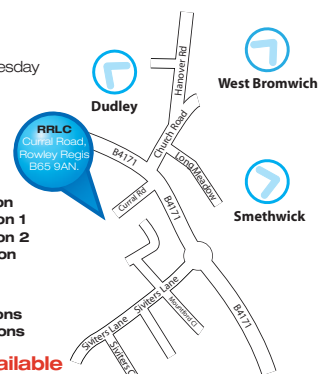 esday
Dudley
Hanover Rd
West Bromwich
RRLC
Curral Road,
Rowley Regis
B65 9AN.
B4171
Church Road
Long Meadow
Curral Rd
B4171
Smethwick
on
on 1
on 2
on
Siviters Lane
Mountford Cl
B4171
ons
ons
Siviters Lane
Siviters Cl
ailable